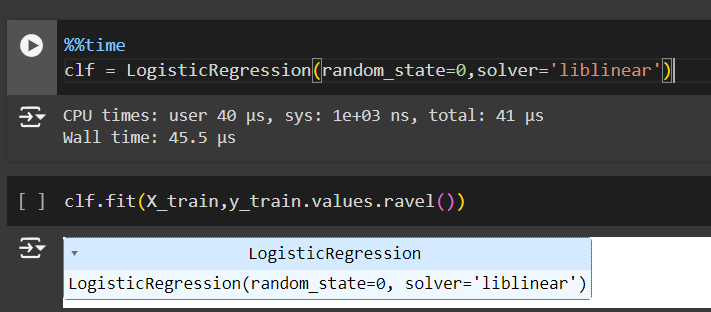 %%time
clf = LogisticRegression(random_state=0,solver='liblinear')
CPU times: user 40 µs, sys: 1e+03 ns, total: 41 µs
Wall time: 45.5 µs
[ ] clf.fit(X_train,y_train.values.ravel())
LogisticRegression
LogisticRegression(random_state=0, solver='liblinear')